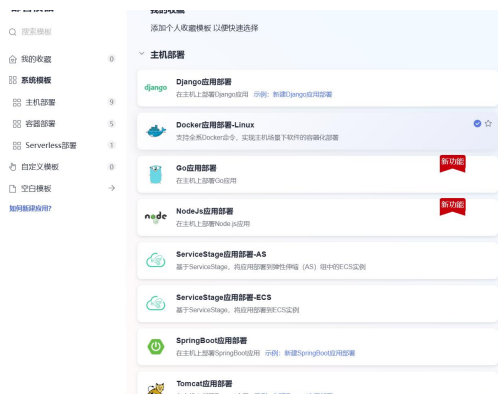 我的收藏
添加个人收藏模板 以便快速选择
搜索模板
我的收藏 0
系统模板
主机部署 9
容器部署 5
Serverless部署 1
自定义模板 0
空白模板
如何新建应用?
主机部署
django
Django应用部署
在主机上部署Django应用 示例：新建Django应用部署
Docker应用部署-Linux
支持全系Docker命令，实现主机场景下软件的容器化部署
Go应用部署
在主机上部署Go应用
新功能
node
NodeJs应用部署
在主机上部署Node.js应用
新功能
ServiceStage应用部署-AS
基于ServiceStage，将应用部署到弹性伸缩（AS）组中的ECS实例
ServiceStage应用部署-ECS
基于ServiceStage，将应用部署到ECS实例
SpringBoot应用部署
在主机上部署SpringBoot应用 示例：新建SpringBoot应用部署
Tomcat应用部署